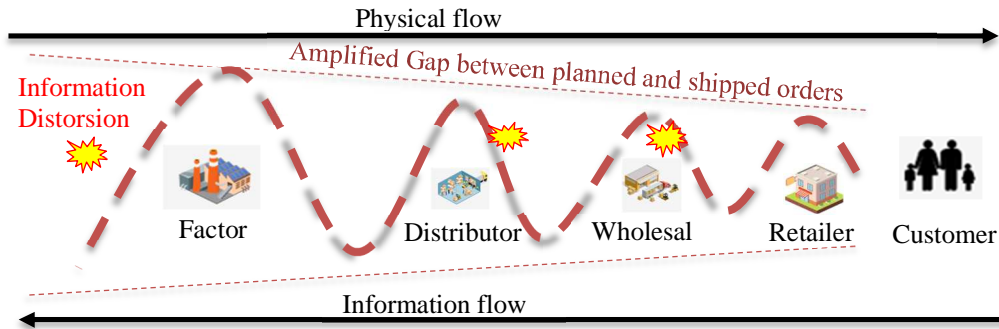 Physical flow
Amplified Gap between planned and shipped orders
Information
Distorsion
Factor
Distributor
Wholesal
Retailer
Customer
Information flow